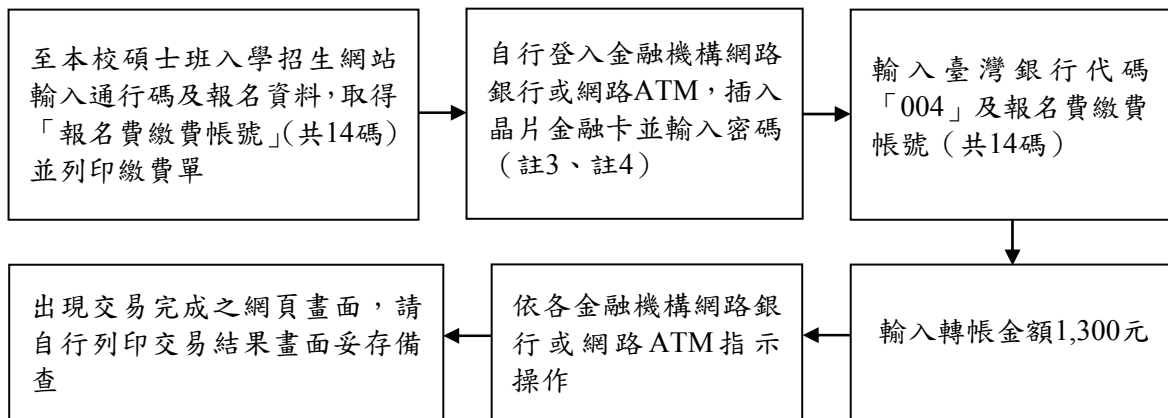 至本校碩士班入學招生網站
輸入通行碼及報名資料，取得
「報名費繳費帳號」（共14碼）
並列印繳費單
自行登入金融機構網路
銀行或網路ATM，插入
晶片金融卡並輸入密碼
（註3、註4）
輸入臺灣銀行代碼
「004」及報名費繳費
帳號（共14碼）
輸入轉帳金額1,300元
依各金融機構網路銀
行或網路ATM指示
操作
出現交易完成之網頁畫面，請
自行列印交易結果畫面妥存備
查